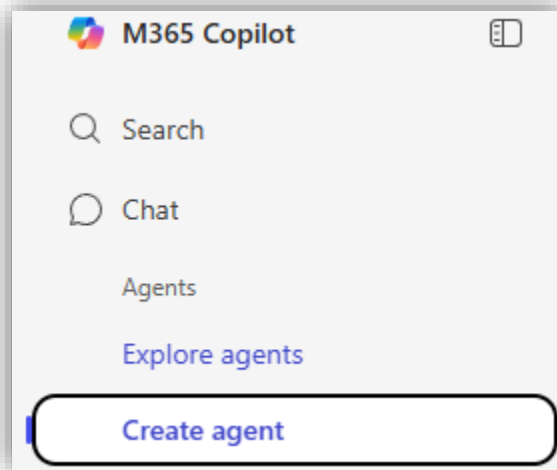 M365 Copilot
Search
Chat
Agents
Explore agents
Create agent